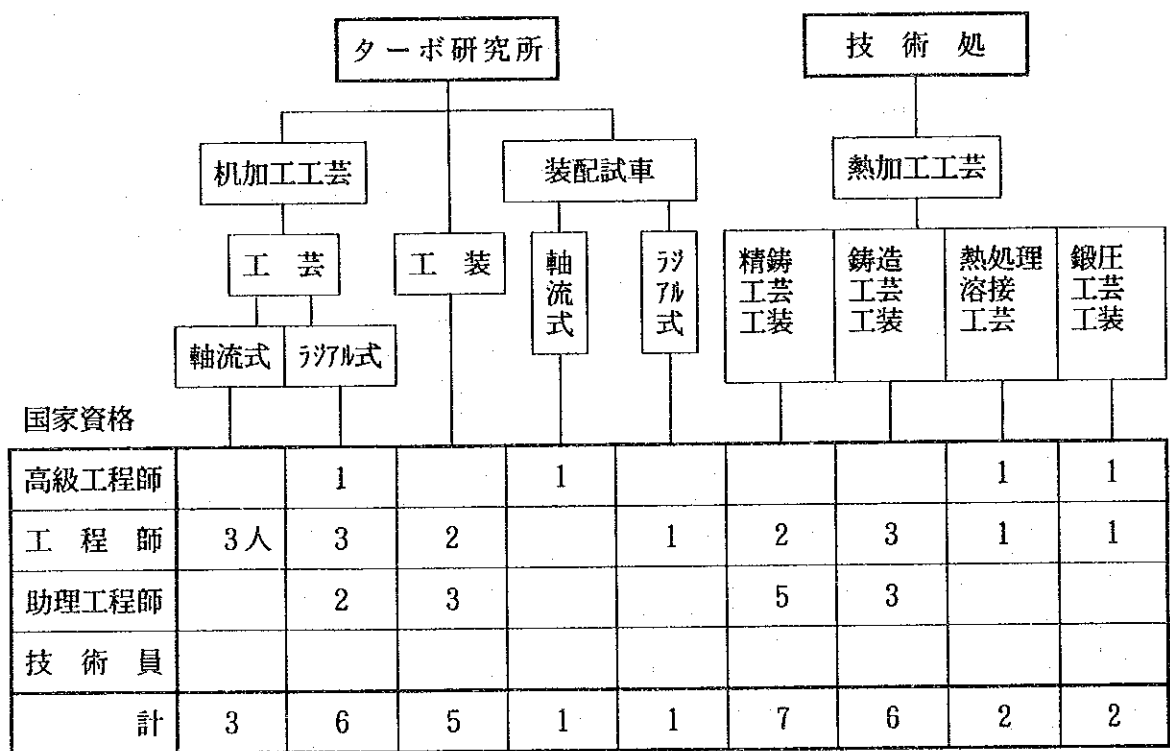 ターボ研究所
技術処
机加工工芸
装配試車
熱加工工芸
工芸
工装
軸流式
ラジアル式
精鋳工芸工装
鋳造工芸工装
熱処理溶接工芸
鍛圧工芸工装
軸流式 ラジアル式
国家資格
高級工程師 1 1 1 1
工程師 3人 3 2 1 2 3 1 1
助理工程師 2 3 5 3
技術員
計 3 6 5 1 1 7 6 2 2